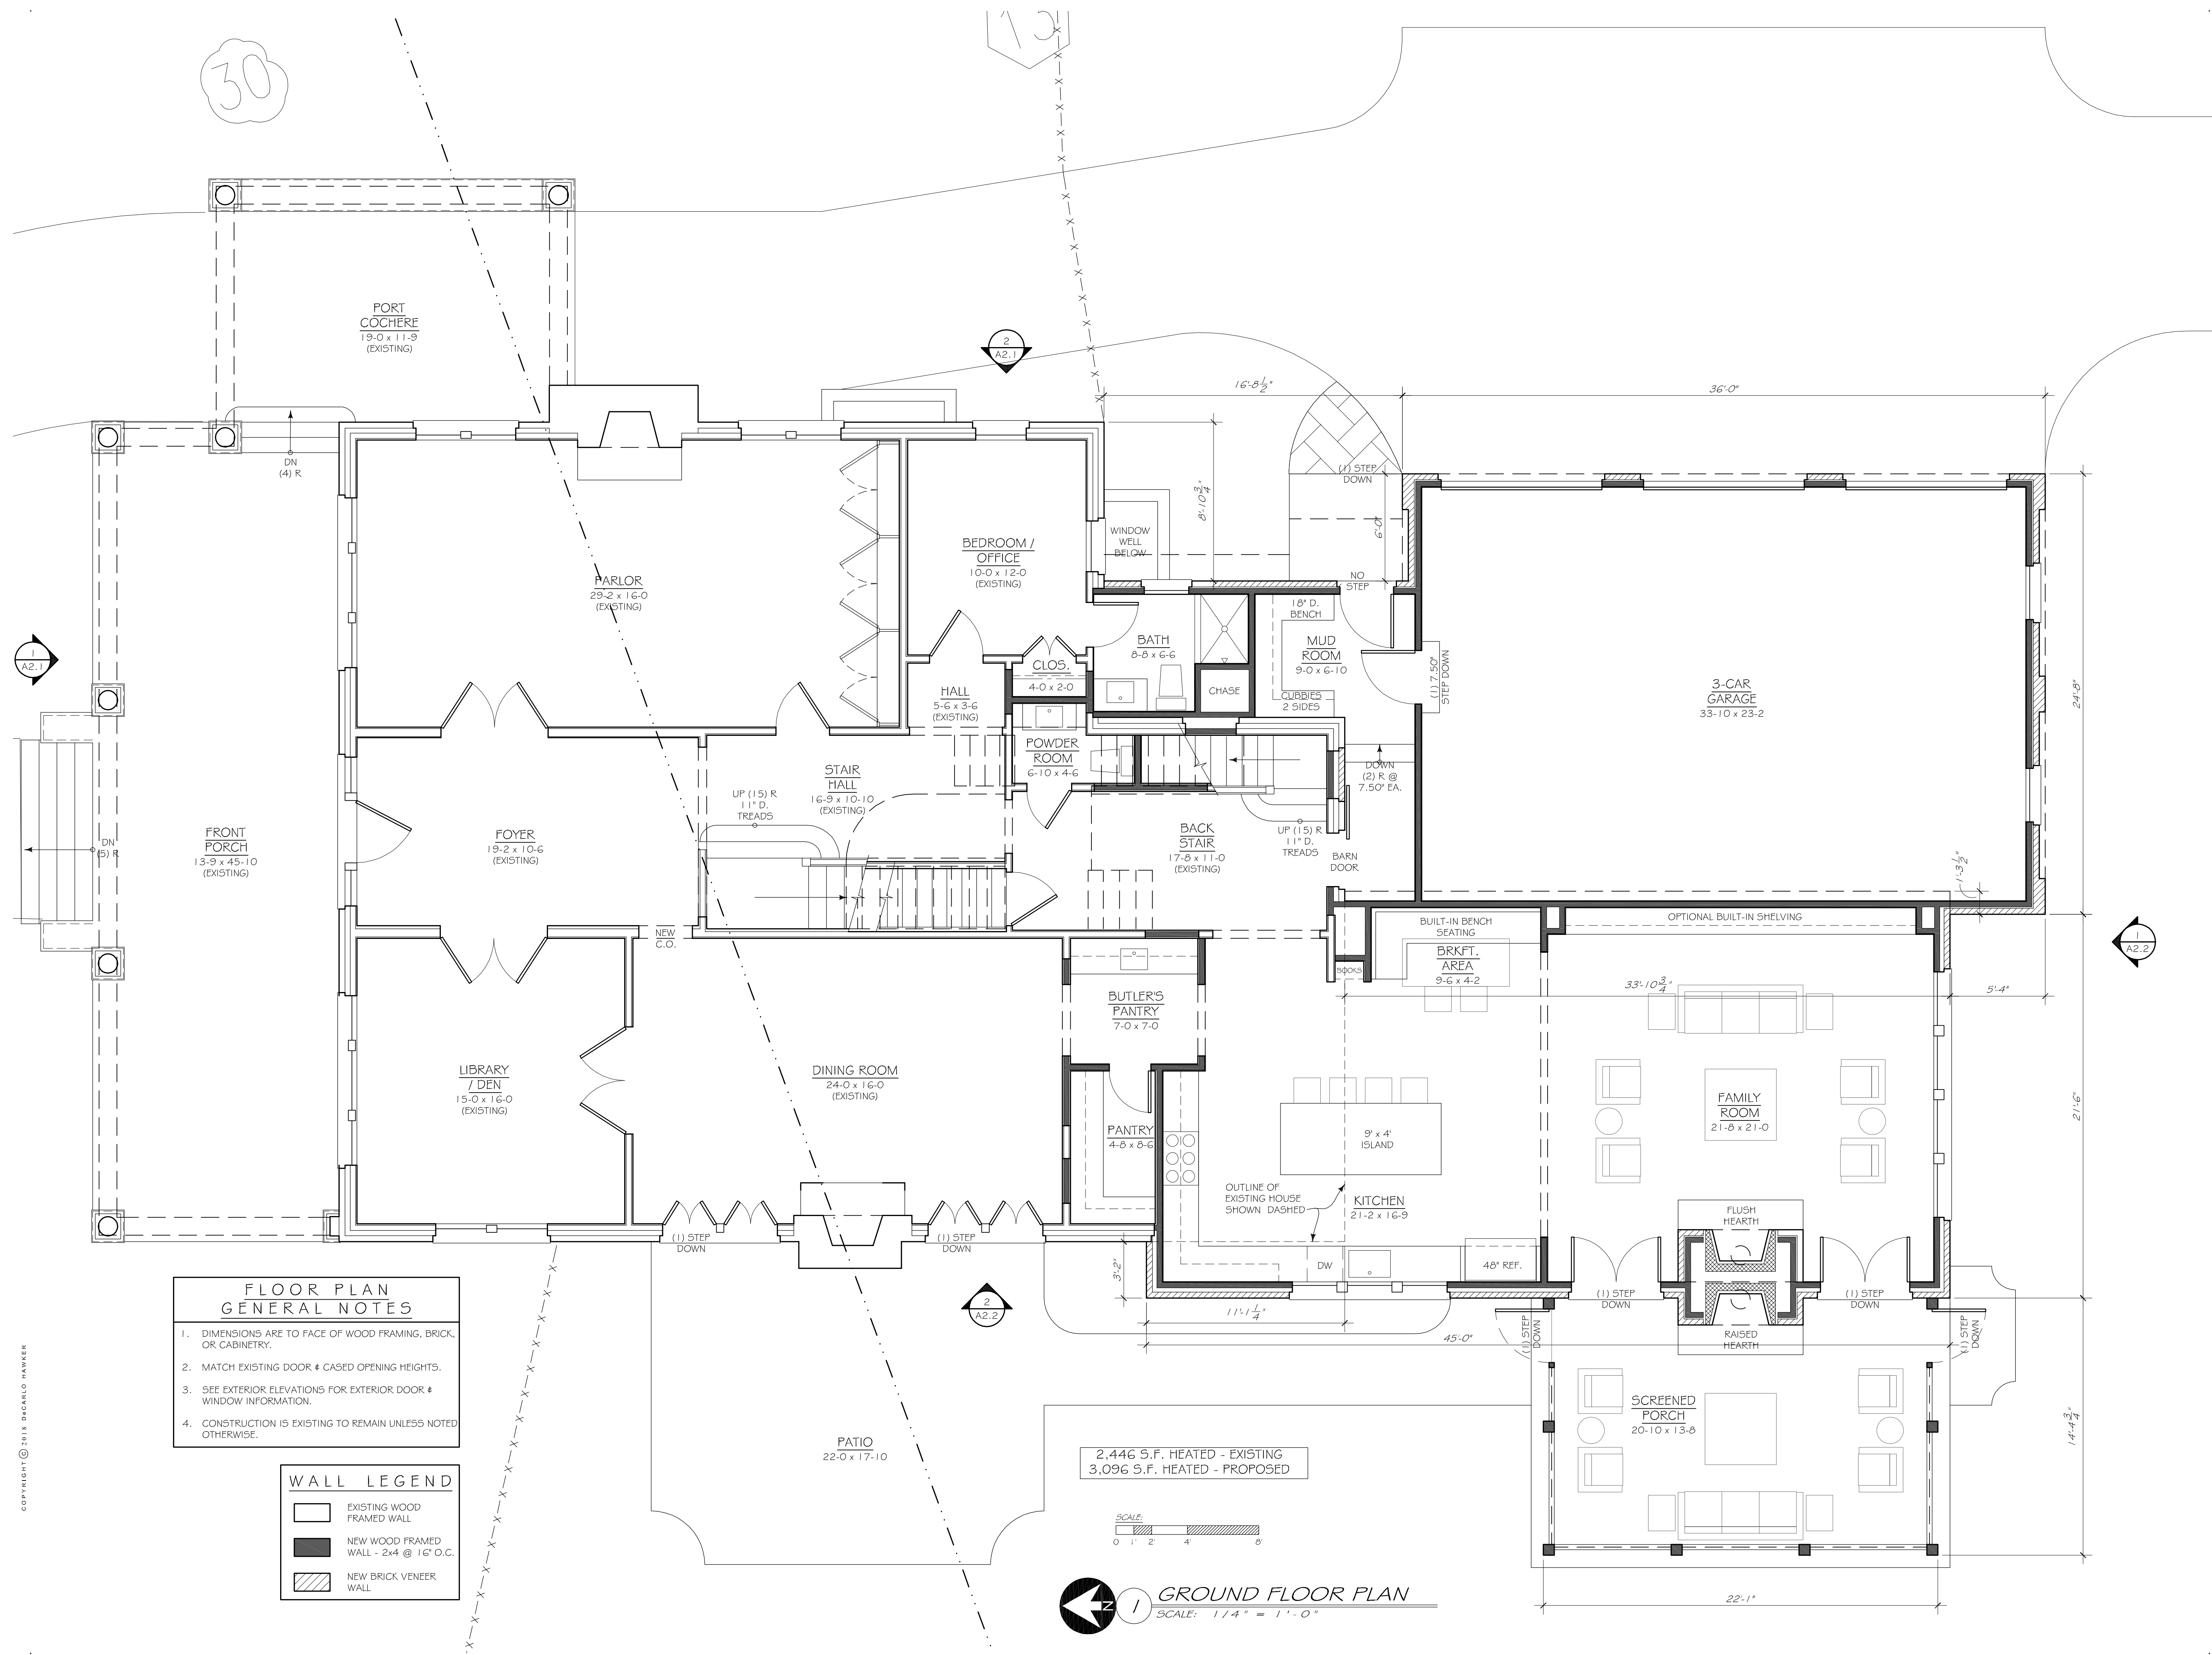 30
PORT
COCHERE
19-0 x 11-9
(EXISTING)
2
A2.1
16'-8 1/2"
36'-0"
DN
(4) R
(1) STEP
DOWN
8'-10 3/4"
6'-0"
WINDOW
WELL
BELOW
NO
STEP
BEDROOM /
OFFICE
10-0 x 12-0
(EXISTING)
PARLOR
29-2 x 16-0
(EXISTING)
18" D.
BENCH
BATH
8-8 x 6-6
MUD
ROOM
9-0 x 6-10
CUBBIES
2 SIDES
CHASE
(1) 7.50"
STEP DOWN
3-CAR
GARAGE
33-10 x 23-2
24'-8"
1
A2.1
CLOS.
4-0 x 2-0
HALL
5-6 x 3-6
(EXISTING)
POWDER
ROOM
6-10 x 4-6
STAIR
HALL
16-9 x 10-10
(EXISTING)
UP (15) R
11" D.
TREADS
DOWN
(2) R @
7.50" EA.
FRONT
PORCH
13-9 x 45-10
(EXISTING)
DN
(5) R
FOYER
19-2 x 10-6
(EXISTING)
BACK
STAIR
17-8 x 11-0
(EXISTING)
UP (15) R
11" D.
TREADS
BARN
DOOR
1'-3 1/2"
NEW
C.O.
BUILT-IN BENCH
SEATING
OPTIONAL BUILT-IN SHELVING
BRKFT.
AREA
9-6 x 4-2
BOOKS
1
A2.2
33'-10 3/4"
5'-4"
BUTLER'S
PANTRY
7-0 x 7-0
LIBRARY
/ DEN
15-0 x 16-0
(EXISTING)
DINING ROOM
24-0 x 16-0
(EXISTING)
PANTRY
4-8 x 8-6
9' x 4'
ISLAND
FAMILY
ROOM
21-8 x 21-0
21'-6"
OUTLINE OF
EXISTING HOUSE
SHOWN DASHED
KITCHEN
21-2 x 16-9
FLUSH
HEARTH
(1) STEP
DOWN
(1) STEP
DOWN
DW
48" REF.
3'-2"
(1) STEP
DOWN
(1) STEP
DOWN
2
A2.2
11'-1 1/4"
45'-0"
(1) STEP
DOWN
RAISED
HEARTH
(1) STEP
DOWN
SCREENED
PORCH
20-10 x 13-8
14'-4 3/4"
22'-1"
FLOOR PLAN
GENERAL NOTES
1. DIMENSIONS ARE TO FACE OF WOOD FRAMING, BRICK,
OR CABINETRY.
2. MATCH EXISTING DOOR & CASED OPENING HEIGHTS.
3. SEE EXTERIOR ELEVATIONS FOR EXTERIOR DOOR &
WINDOW INFORMATION.
4. CONSTRUCTION IS EXISTING TO REMAIN UNLESS NOTED
OTHERWISE.
WALL LEGEND
EXISTING WOOD
FRAMED WALL
NEW WOOD FRAMED
WALL - 2x4 @ 16" O.C.
NEW BRICK VENEER
WALL
COPYRIGHT © 2018 DeCARLO HAWKER
PATIO
22-0 x 17-10
2,446 S.F. HEATED - EXISTING
3,096 S.F. HEATED - PROPOSED
SCALE:
0 1' 2' 4' 8'
N
1
GROUND FLOOR PLAN
SCALE: 1/4" = 1'-0"